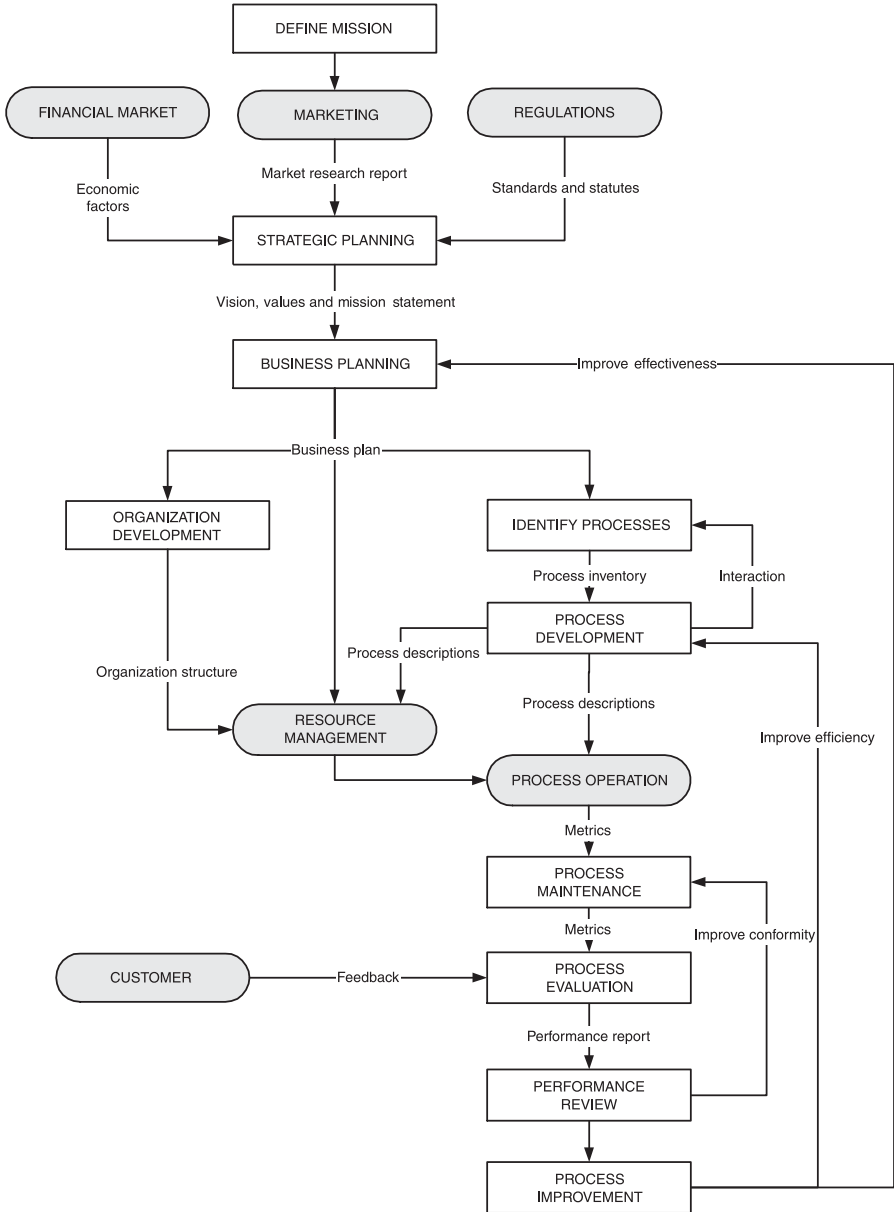 DEFINE MISSION
FINANCIAL MARKET
MARKETING
REGULATIONS
Economic
factors
Market research report
Standards and statutes
STRATEGIC PLANNING
Vision, values and mission statement
BUSINESS PLANNING
Improve effectiveness
Business plan
ORGANIZATION
DEVELOPMENT
IDENTIFY PROCESSES
Process inventory
Interaction
PROCESS
DEVELOPMENT
Process descriptions
Organization structure
Process descriptions
RESOURCE
MANAGEMENT
Improve efficiency
PROCESS OPERATION
Metrics
PROCESS
MAINTENANCE
Metrics
Improve conformity
CUSTOMER
Feedback
PROCESS
EVALUATION
Performance report
PERFORMANCE
REVIEW
PROCESS
IMPROVEMENT